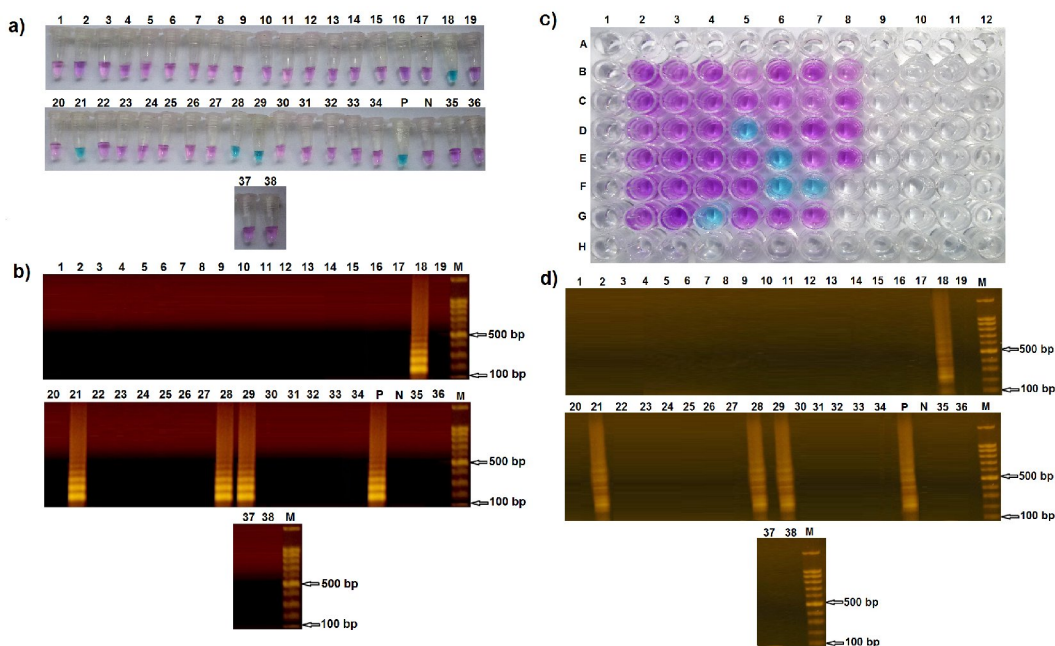 a)
1 2 3 4 5 6 7 8 9 10 11 12 13 14 15 16 17 18 19
20 21 22 23 24 25 26 27 28 29 30 31 32 33 34 P N 35 36
37 38
b)
1 2 3 4 5 6 7 8 9 10 11 12 13 14 15 16 17 18 19 M
500 bp
100 bp
20 21 22 23 24 25 26 27 28 29 30 31 32 33 34 P N 35 36 M
500 bp
100 bp
37 38 M
500 bp
100 bp
c)
1 2 3 4 5 6 7 8 9 10 11 12
A
B
C
D
E
F
G
H
d)
1 2 3 4 5 6 7 8 9 10 11 12 13 14 15 16 17 18 19 M
500 bp
100 bp
20 21 22 23 24 25 26 27 28 29 30 31 32 33 34 P N 35 36 M
500 bp
100 bp
37 38 M
500 bp
100 bp